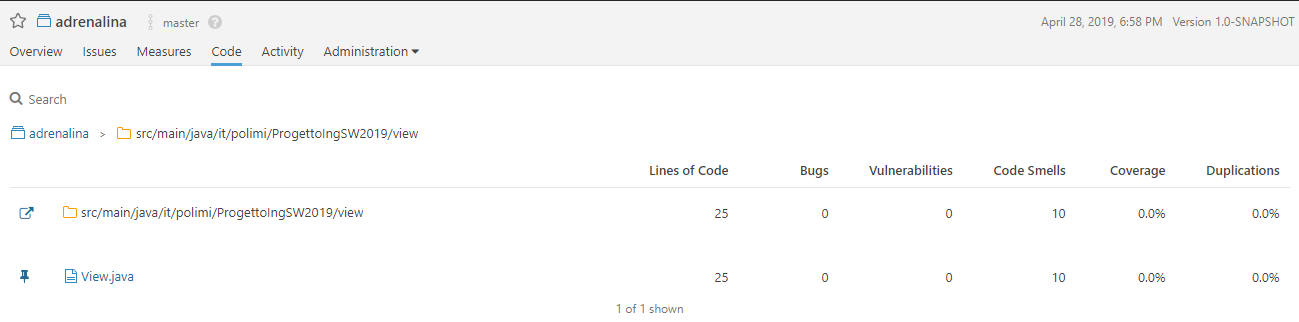 adrenalina master ? April 28, 2019, 6:58 PM Version 1.0-SNAPSHOT
Overview Issues Measures Code Activity Administration
Search
adrenalina > src/main/java/it/polimi/ProgettoIngSW2019/view
Lines of Code Bugs Vulnerabilities Code Smells Coverage Duplications
src/main/java/it/polimi/ProgettoIngSW2019/view 25 0 0 10 0.0% 0.0%
View.java 25 0 0 10 0.0% 0.0%
1 of 1 shown